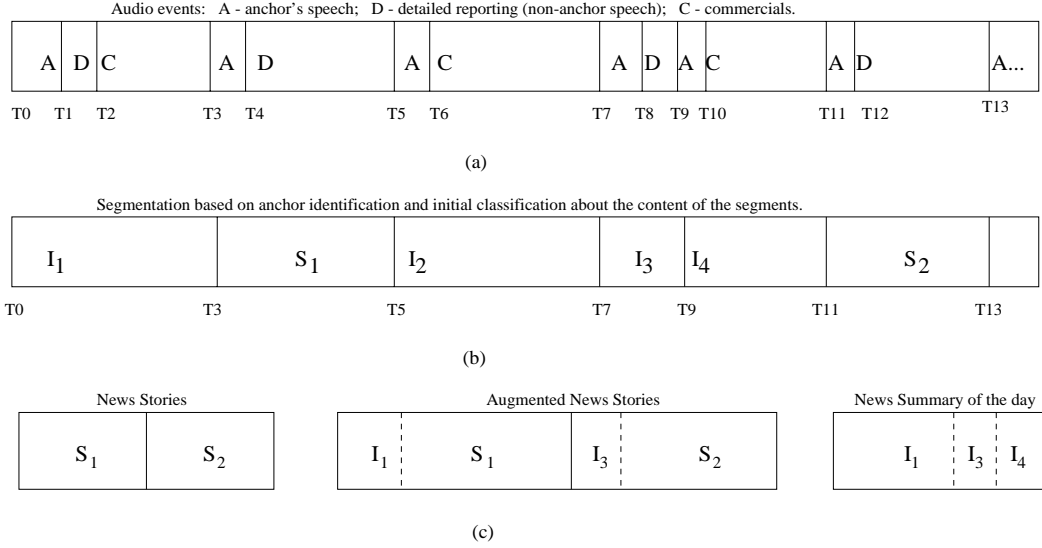 Audio events: A - anchor's speech; D - detailed reporting (non-anchor speech); C - commercials.
A D C A D A C A D A C A D A...
T0 T1 T2 T3 T4 T5 T6 T7 T8 T9 T10 T11 T12 T13
(a)
Segmentation based on anchor identification and initial classification about the content of the segments.
I1 S1 I2 I3 I4 S2
T0 T3 T5 T7 T9 T11 T13
(b)
News Stories Augmented News Stories News Summary of the day
S1 S2 I1 S1 I3 S2 I1 I3 I4
(c)